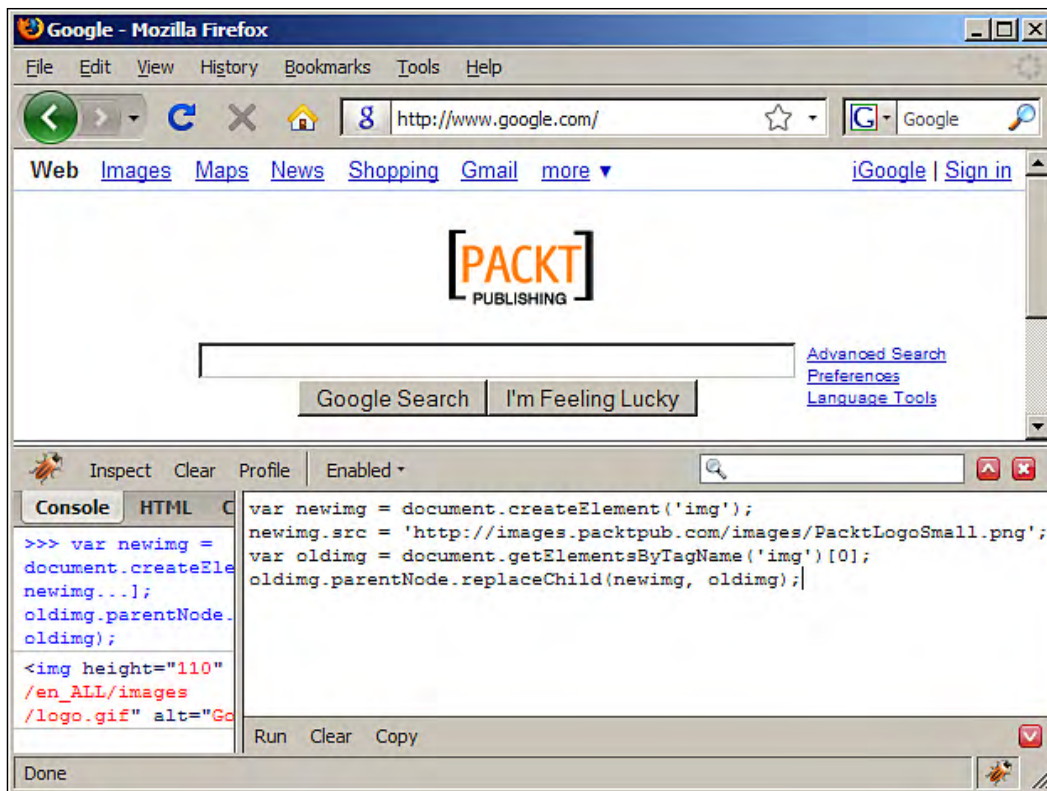 Google - Mozilla Firefox
File Edit View History Bookmarks Tools Help
g http://www.google.com/ G Google
Web Images Maps News Shopping Gmail more ▼ iGoogle | Sign in
[PACKT]
PUBLISHING
Advanced Search
Preferences
Language Tools
Google Search I'm Feeling Lucky
Inspect Clear Profile Enabled
Console HTML C
>>> var newimg =
document.createEle
newimg...];
oldimg.parentNode.
oldimg);
<img height="110"
/en_ALL/images
/logo.gif" alt="Go
var newimg = document.createElement('img');
newimg.src = 'http://images.packtpub.com/images/PacktLogoSmall.png';
var oldimg = document.getElementsByTagName('img')[0];
oldimg.parentNode.replaceChild(newimg, oldimg);
Run Clear Copy
Done